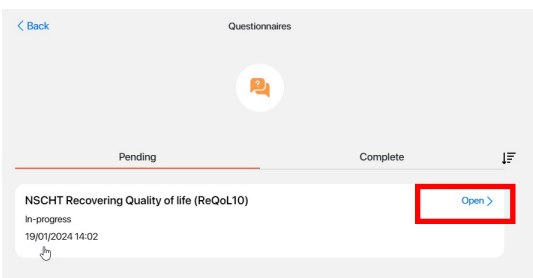 < Back
Questionnaires
?
Pending
Complete
NSCHT Recovering Quality of life (ReQoL10)
Open >
In-progress
19/01/2024 14:02